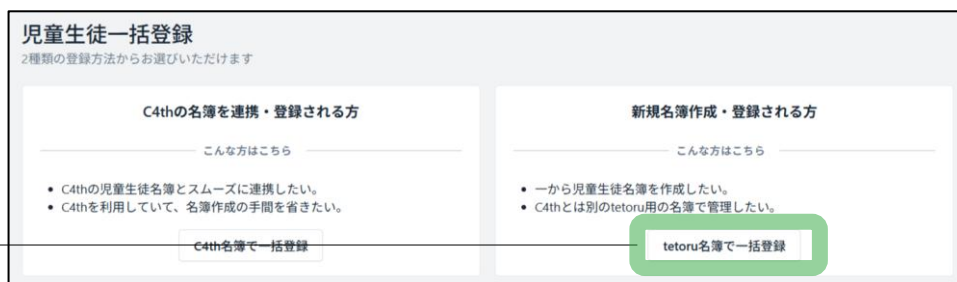 児童生徒一括登録
2種類の登録方法からお選びいただけます
C4thの名簿を連携・登録される方
こんな方はこちら
• C4thの児童生徒名簿とスムーズに連携したい。
• C4thを利用していて、名簿作成の手間を省きたい。
C4th名簿で一括登録
新規名簿作成・登録される方
こんな方はこちら
• 一から児童生徒名簿を作成したい。
• C4thとは別のtetoru用の名簿で管理したい。
tetoru名簿で一括登録